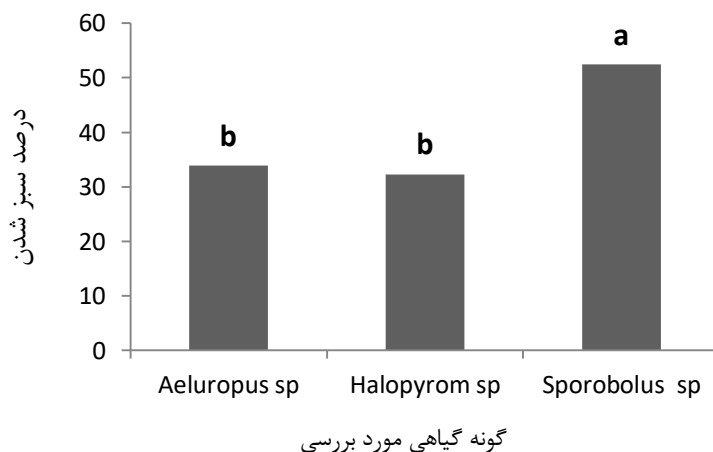 درصد سبز شدن
60
50
40
30
20
10
0
b
b
a
Aeluropus sp
Halopyrom sp
Sporobolus sp
گونه گیاهی مورد بررسی